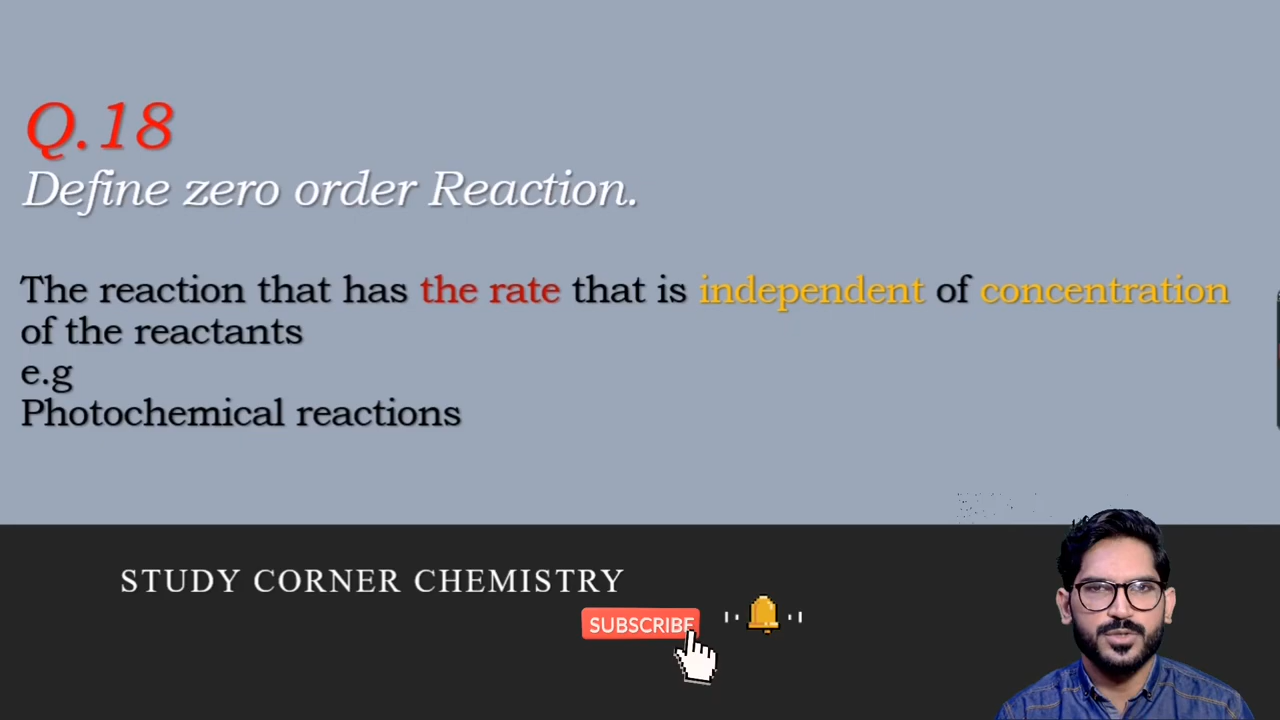 Q.18
Define zero order Reaction.
The reaction that has the rate that is independent of concentration
of the reactants
e.g
Photochemical reactions
STUDY CORNER CHEMISTRY
SUBSCRIBE